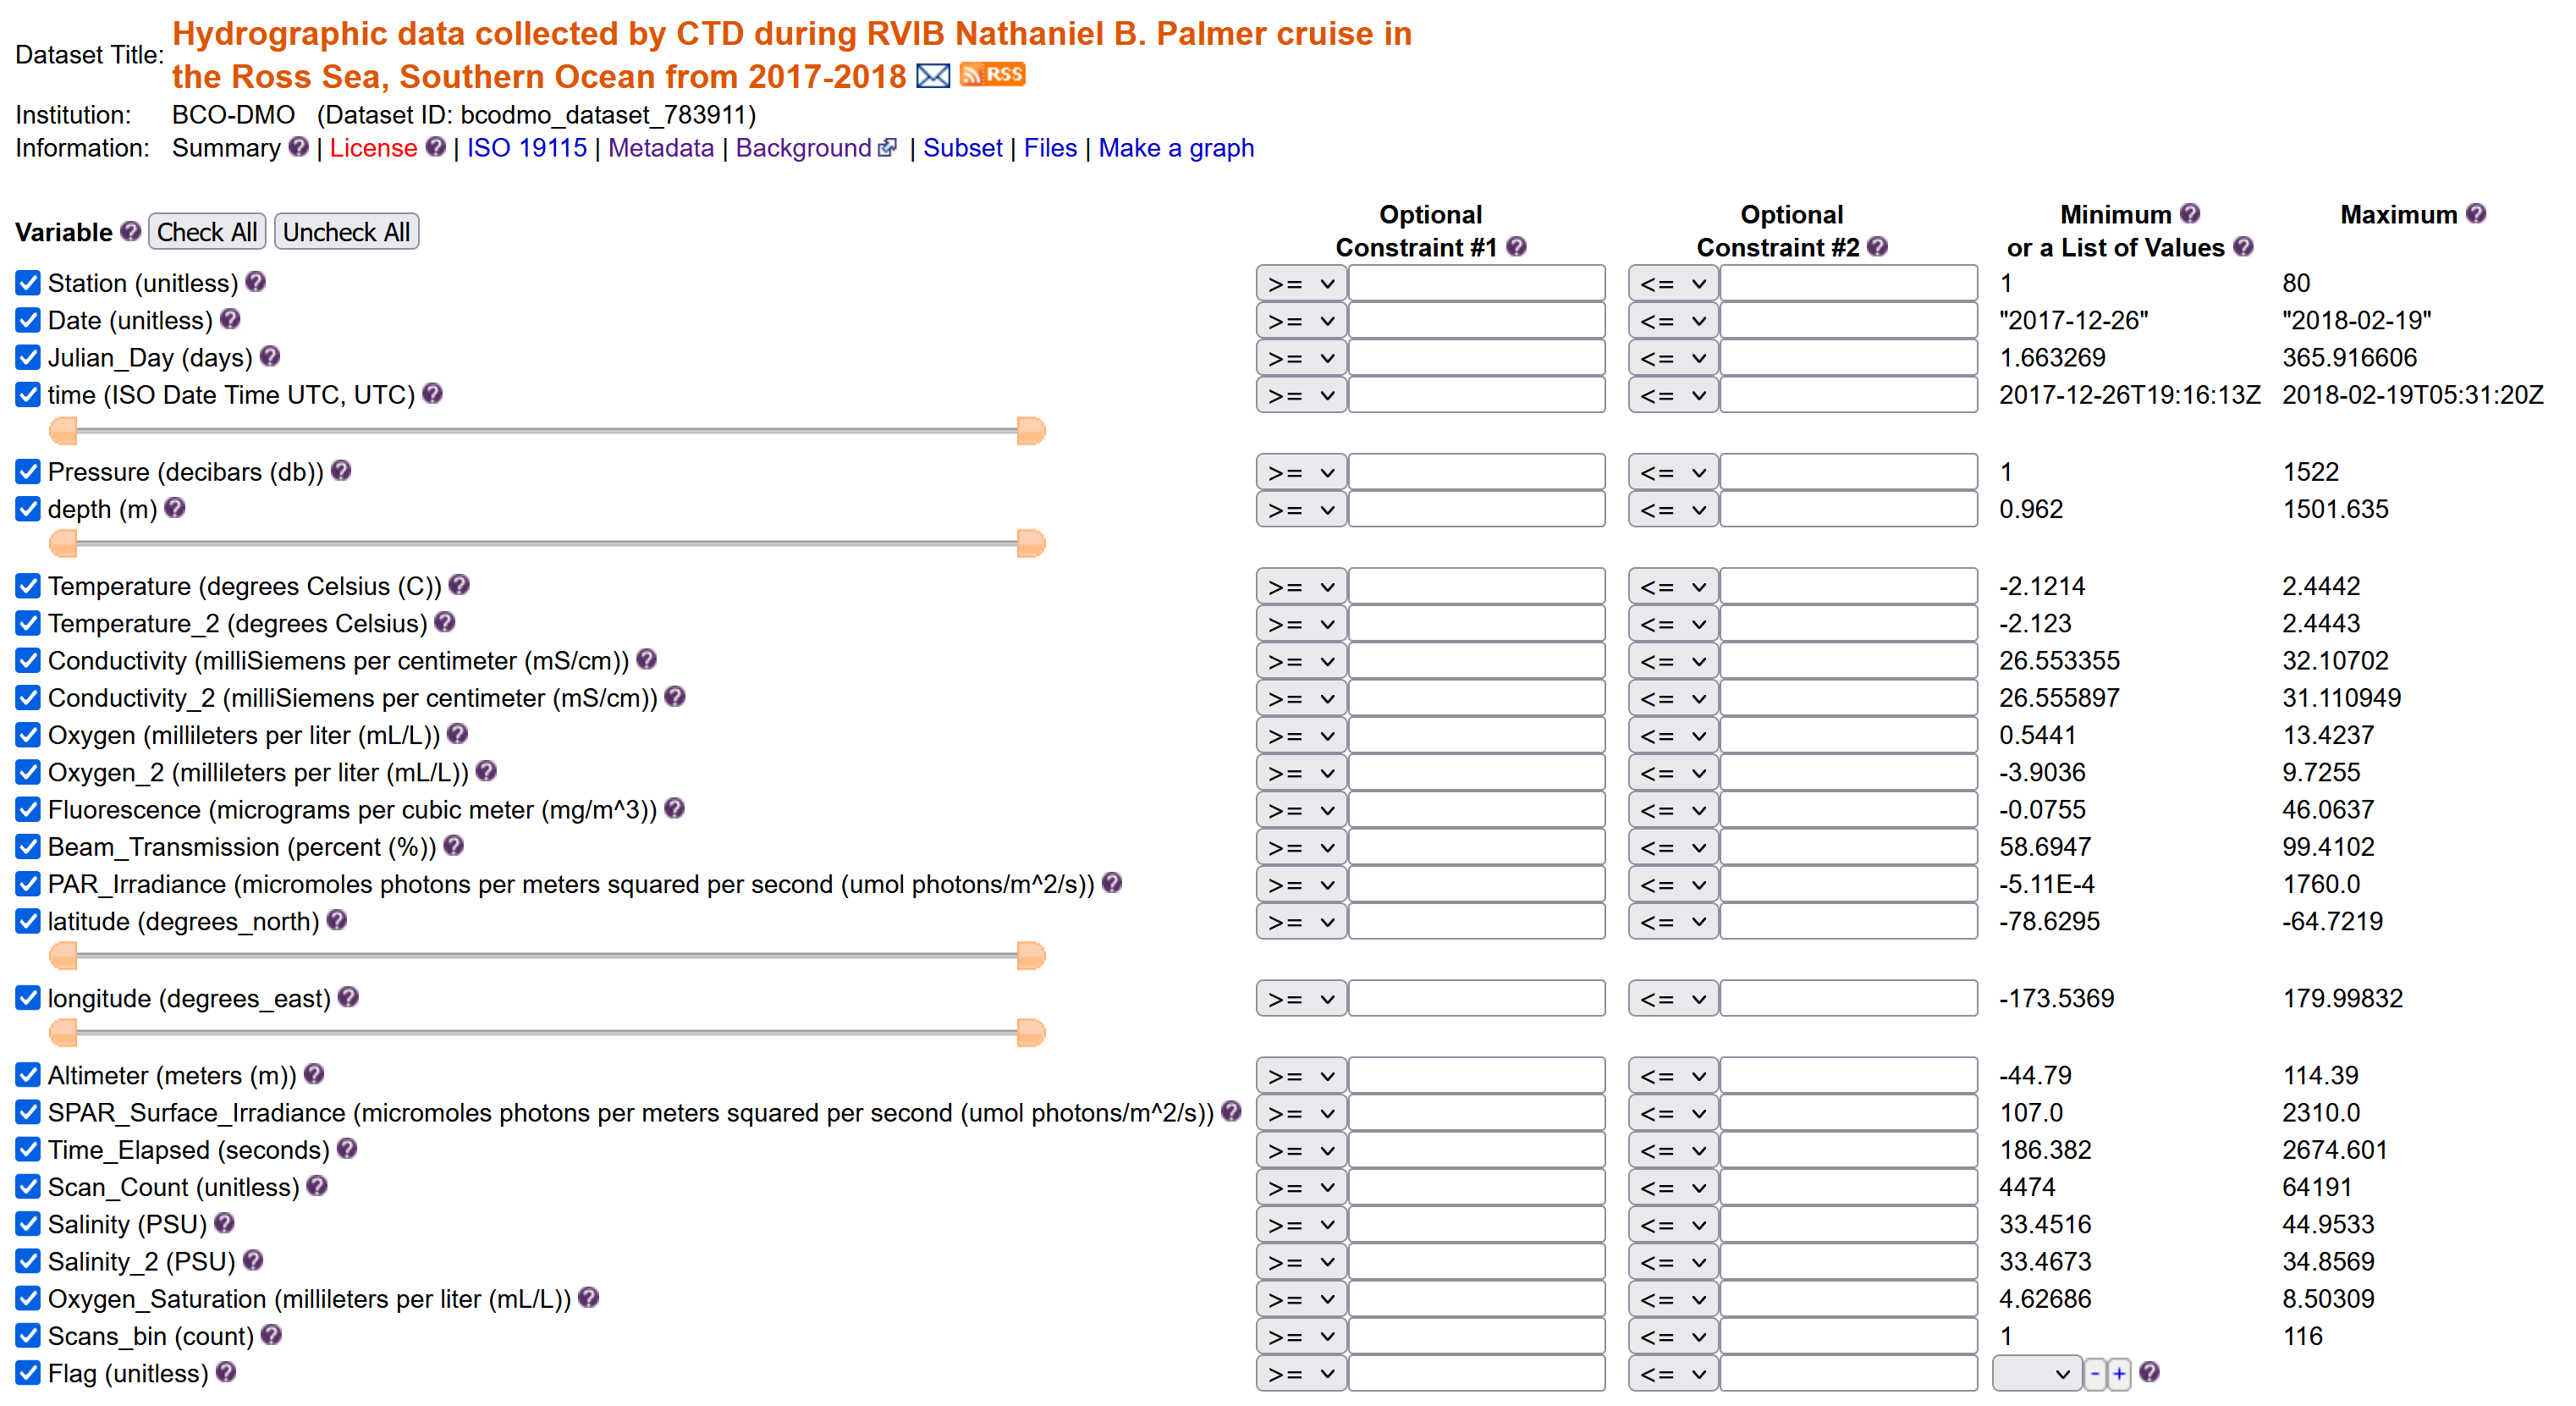 Dataset Title: Hydrographic data collected by CTD during RVIB Nathaniel B. Palmer cruise in
the Ross Sea, Southern Ocean from 2017-2018 RSS
Institution: BCO-DMO (Dataset ID: bcodmo_dataset_783911)
Information: Summary ? | License ? | ISO 19115 | Metadata | Background | Subset | Files | Make a graph
Variable ? Check All Uncheck All Optional Constraint #1 ? Optional Constraint #2 ? Minimum ? or a List of Values ? Maximum ?
Station (unitless) ? >= <= 1 80
Date (unitless) ? >= <= "2017-12-26" "2018-02-19"
Julian_Day (days) ? >= <= 1.663269 365.916606
time (ISO Date Time UTC, UTC) ? >= <= 2017-12-26T19:16:13Z 2018-02-19T05:31:20Z
Pressure (decibars (db)) ? >= <= 1 1522
depth (m) ? >= <= 0.962 1501.635
Temperature (degrees Celsius (C)) ? >= <= -2.1214 2.4442
Temperature_2 (degrees Celsius) ? >= <= -2.123 2.4443
Conductivity (milliSiemens per centimeter (mS/cm)) ? >= <= 26.553355 32.10702
Conductivity_2 (milliSiemens per centimeter (mS/cm)) ? >= <= 26.555897 31.110949
Oxygen (millileters per liter (mL/L)) ? >= <= 0.5441 13.4237
Oxygen_2 (millileters per liter (mL/L)) ? >= <= -3.9036 9.7255
Fluorescence (micrograms per cubic meter (mg/m^3)) ? >= <= -0.0755 46.0637
Beam_Transmission (percent (%)) ? >= <= 58.6947 99.4102
PAR_Irradiance (micromoles photons per meters squared per second (umol photons/m^2/s)) ? >= <= -5.11E-4 1760.0
latitude (degrees_north) ? >= <= -78.6295 -64.7219
longitude (degrees_east) ? >= <= -173.5369 179.99832
Altimeter (meters (m)) ? >= <= -44.79 114.39
SPAR_Surface_Irradiance (micromoles photons per meters squared per second (umol photons/m^2/s)) ? >= <= 107.0 2310.0
Time_Elapsed (seconds) ? >= <= 186.382 2674.601
Scan_Count (unitless) ? >= <= 4474 64191
Salinity (PSU) ? >= <= 33.4516 44.9533
Salinity_2 (PSU) ? >= <= 33.4673 34.8569
Oxygen_Saturation (millileters per liter (mL/L)) ? >= <= 4.62686 8.50309
Scans_bin (count) ? >= <= 1 116
Flag (unitless) ? >= <= - + ?